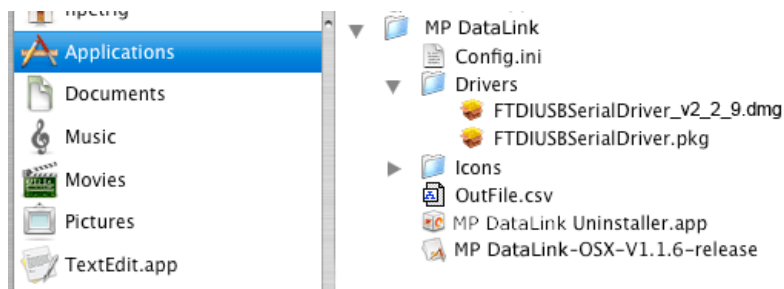 Applications
Documents
Music
Movies
Pictures
TextEdit.app
MP DataLink
Config.ini
Drivers
FTDIUSBSerialDriver_v2_2_9.dmg
FTDIUSBSerialDriver.pkg
Icons
OutFile.csv
MP DataLink Uninstaller.app
MP DataLink-OSX-V1.1.6-release